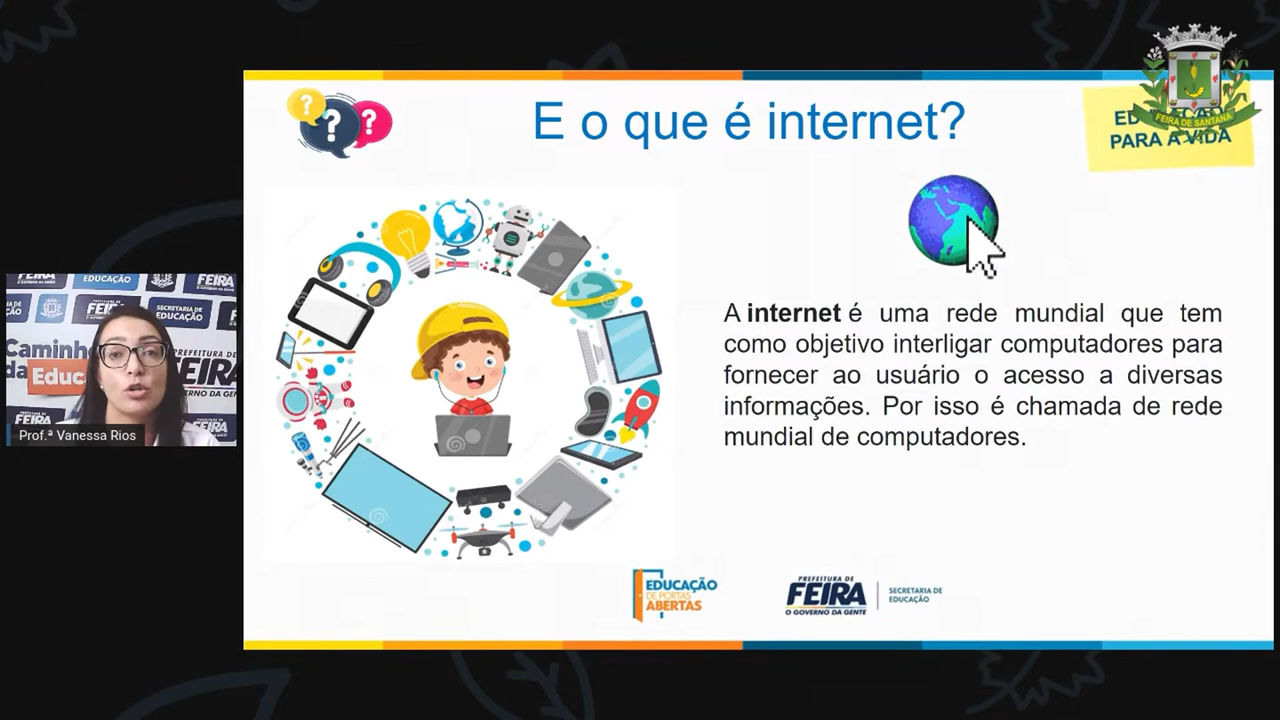 E o que é internet?
PARA A VIDA
FEIRA DE SANTANA
A internet é uma rede mundial que tem
como objetivo interligar computadores para
fornecer ao usuário o acesso a diversas
informações. Por isso é chamada de rede
mundial de computadores.
FEIRA
EDUCAÇÃO
FEIRA
SECRETARIA DE
EDUCAÇÃO
Caminho
da Educ
PREFEITURA DE
FEIRA
Prof.ª Vanessa Rios
EDUCAÇÃO
DE PORTAS
ABERTAS
PREFEITURA DE
FEIRA
O GOVERNO DA GENTE
SECRETARIA DE
EDUCAÇÃO